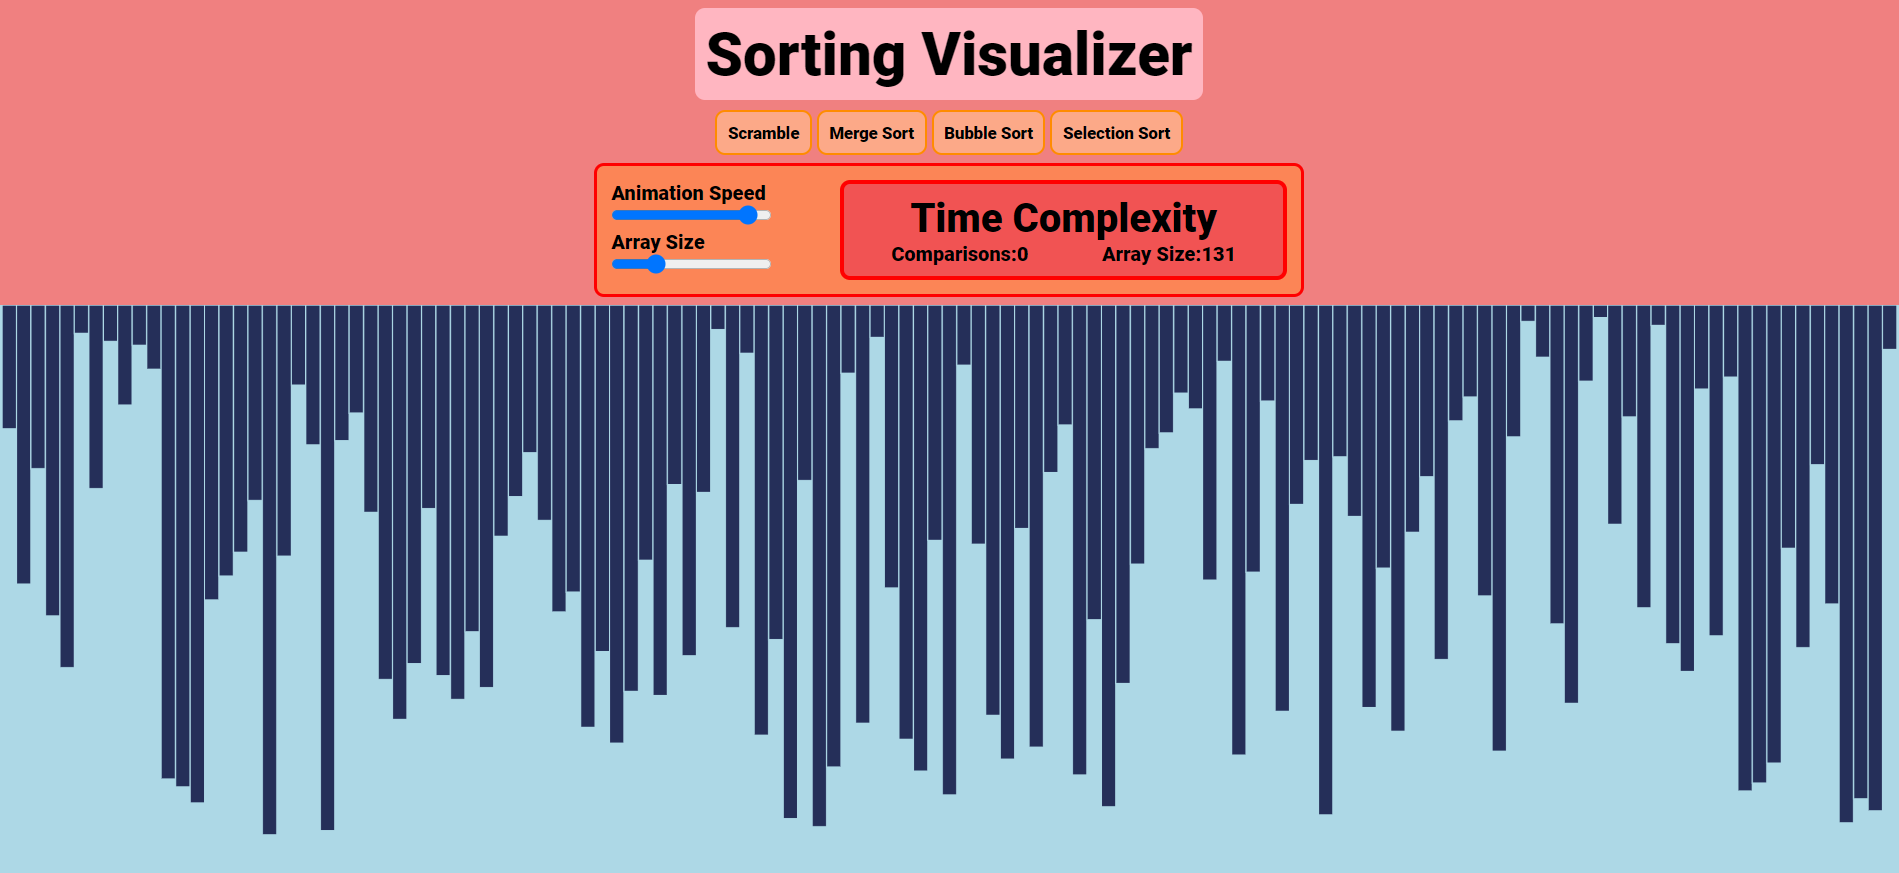 Sorting Visualizer
Scramble Merge Sort Bubble Sort Selection Sort
Animation Speed
Array Size
Time Complexity
Comparisons:0 Array Size:131